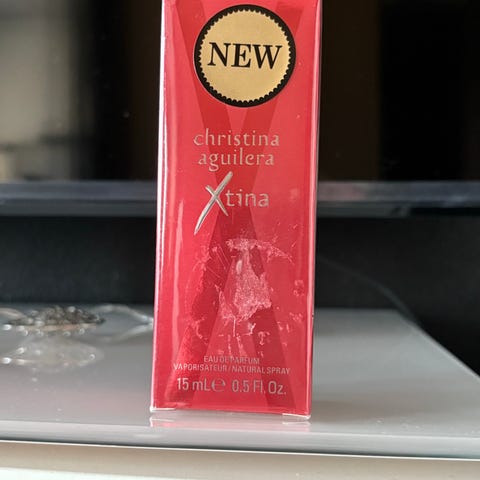 NEW
christina
aguilera
Xtina
EAU DE PARFUM
VAPORISATEUR/NATURAL SPRAY
15 mL ℮ 0.5 Fl. Oz.